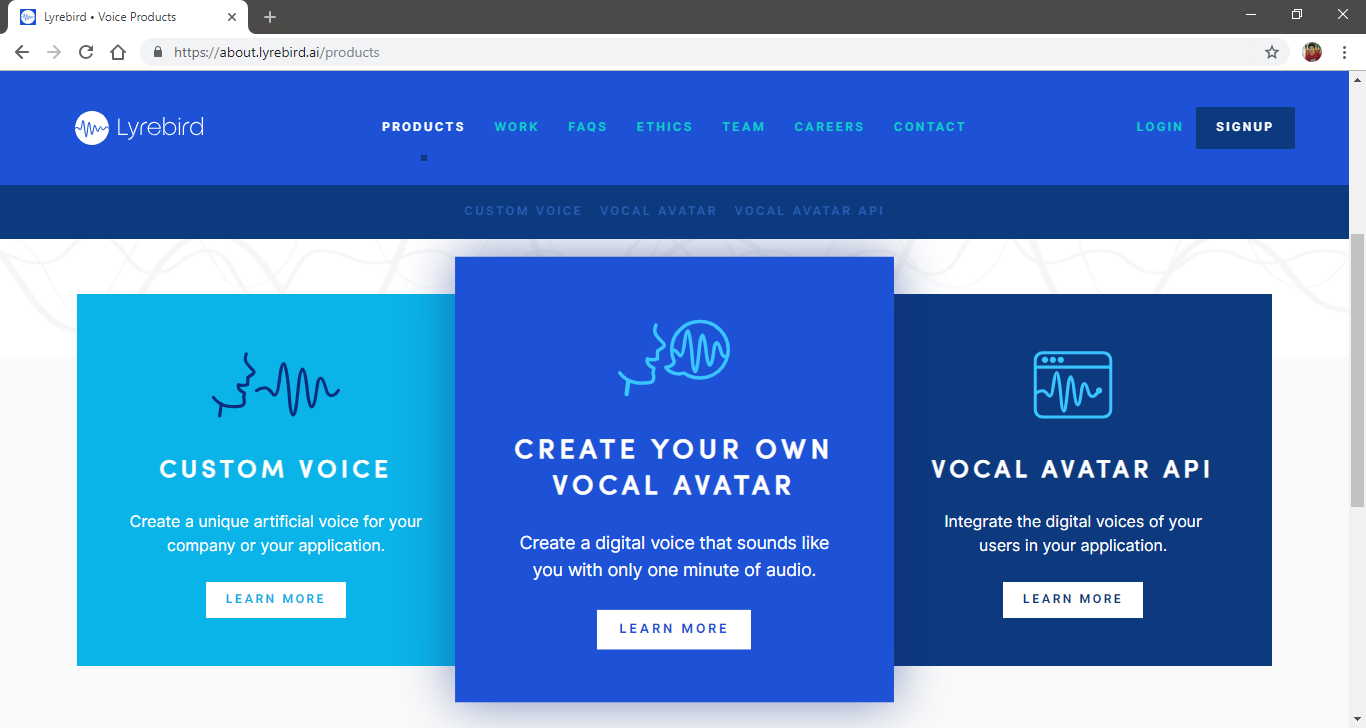 Lyrebird • Voice Products
https://about.lyrebird.ai/products
Lyrebird
PRODUCTS WORK FAQS ETHICS TEAM CAREERS CONTACT
LOGIN SIGNUP
CUSTOM VOICE VOCAL AVATAR VOCAL AVATAR API
CUSTOM VOICE
Create a unique artificial voice for your
company or your application.
LEARN MORE
CREATE YOUR OWN
VOCAL AVATAR
Create a digital voice that sounds like
you with only one minute of audio.
LEARN MORE
VOCAL AVATAR API
Integrate the digital voices of your
users in your application.
LEARN MORE